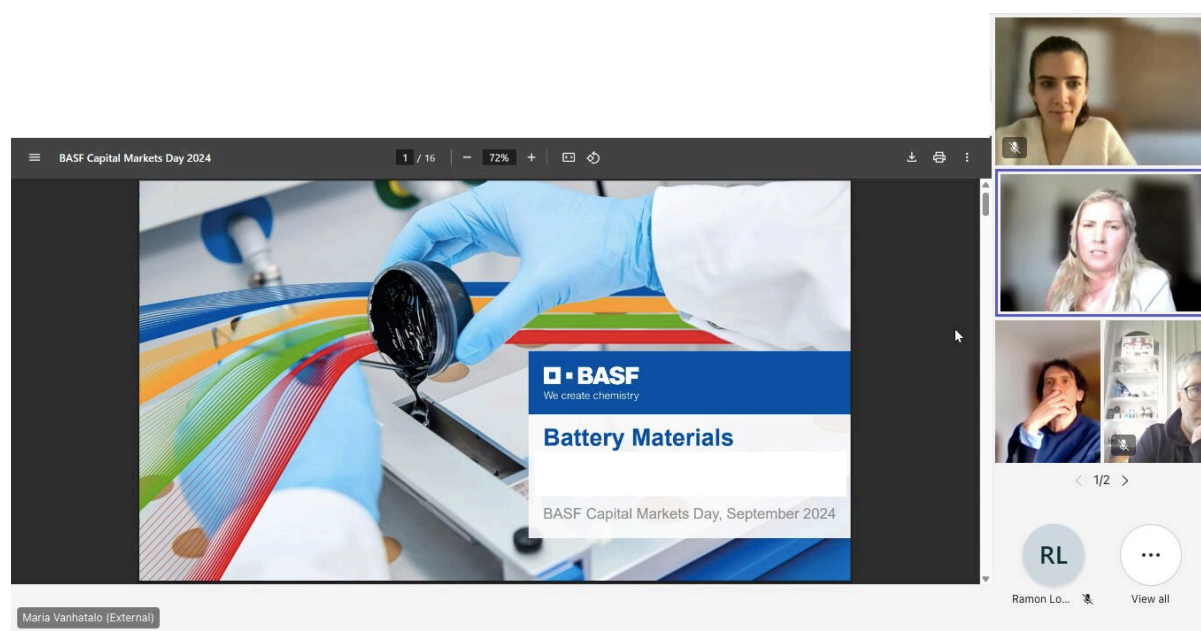 BASF Capital Markets Day 2024
1 / 16
72%
BASF
We create chemistry
Battery Materials
BASF Capital Markets Day, September 2024
1/2
RL
Ramon Lo...
View all
Maria Vanhatalo (External)